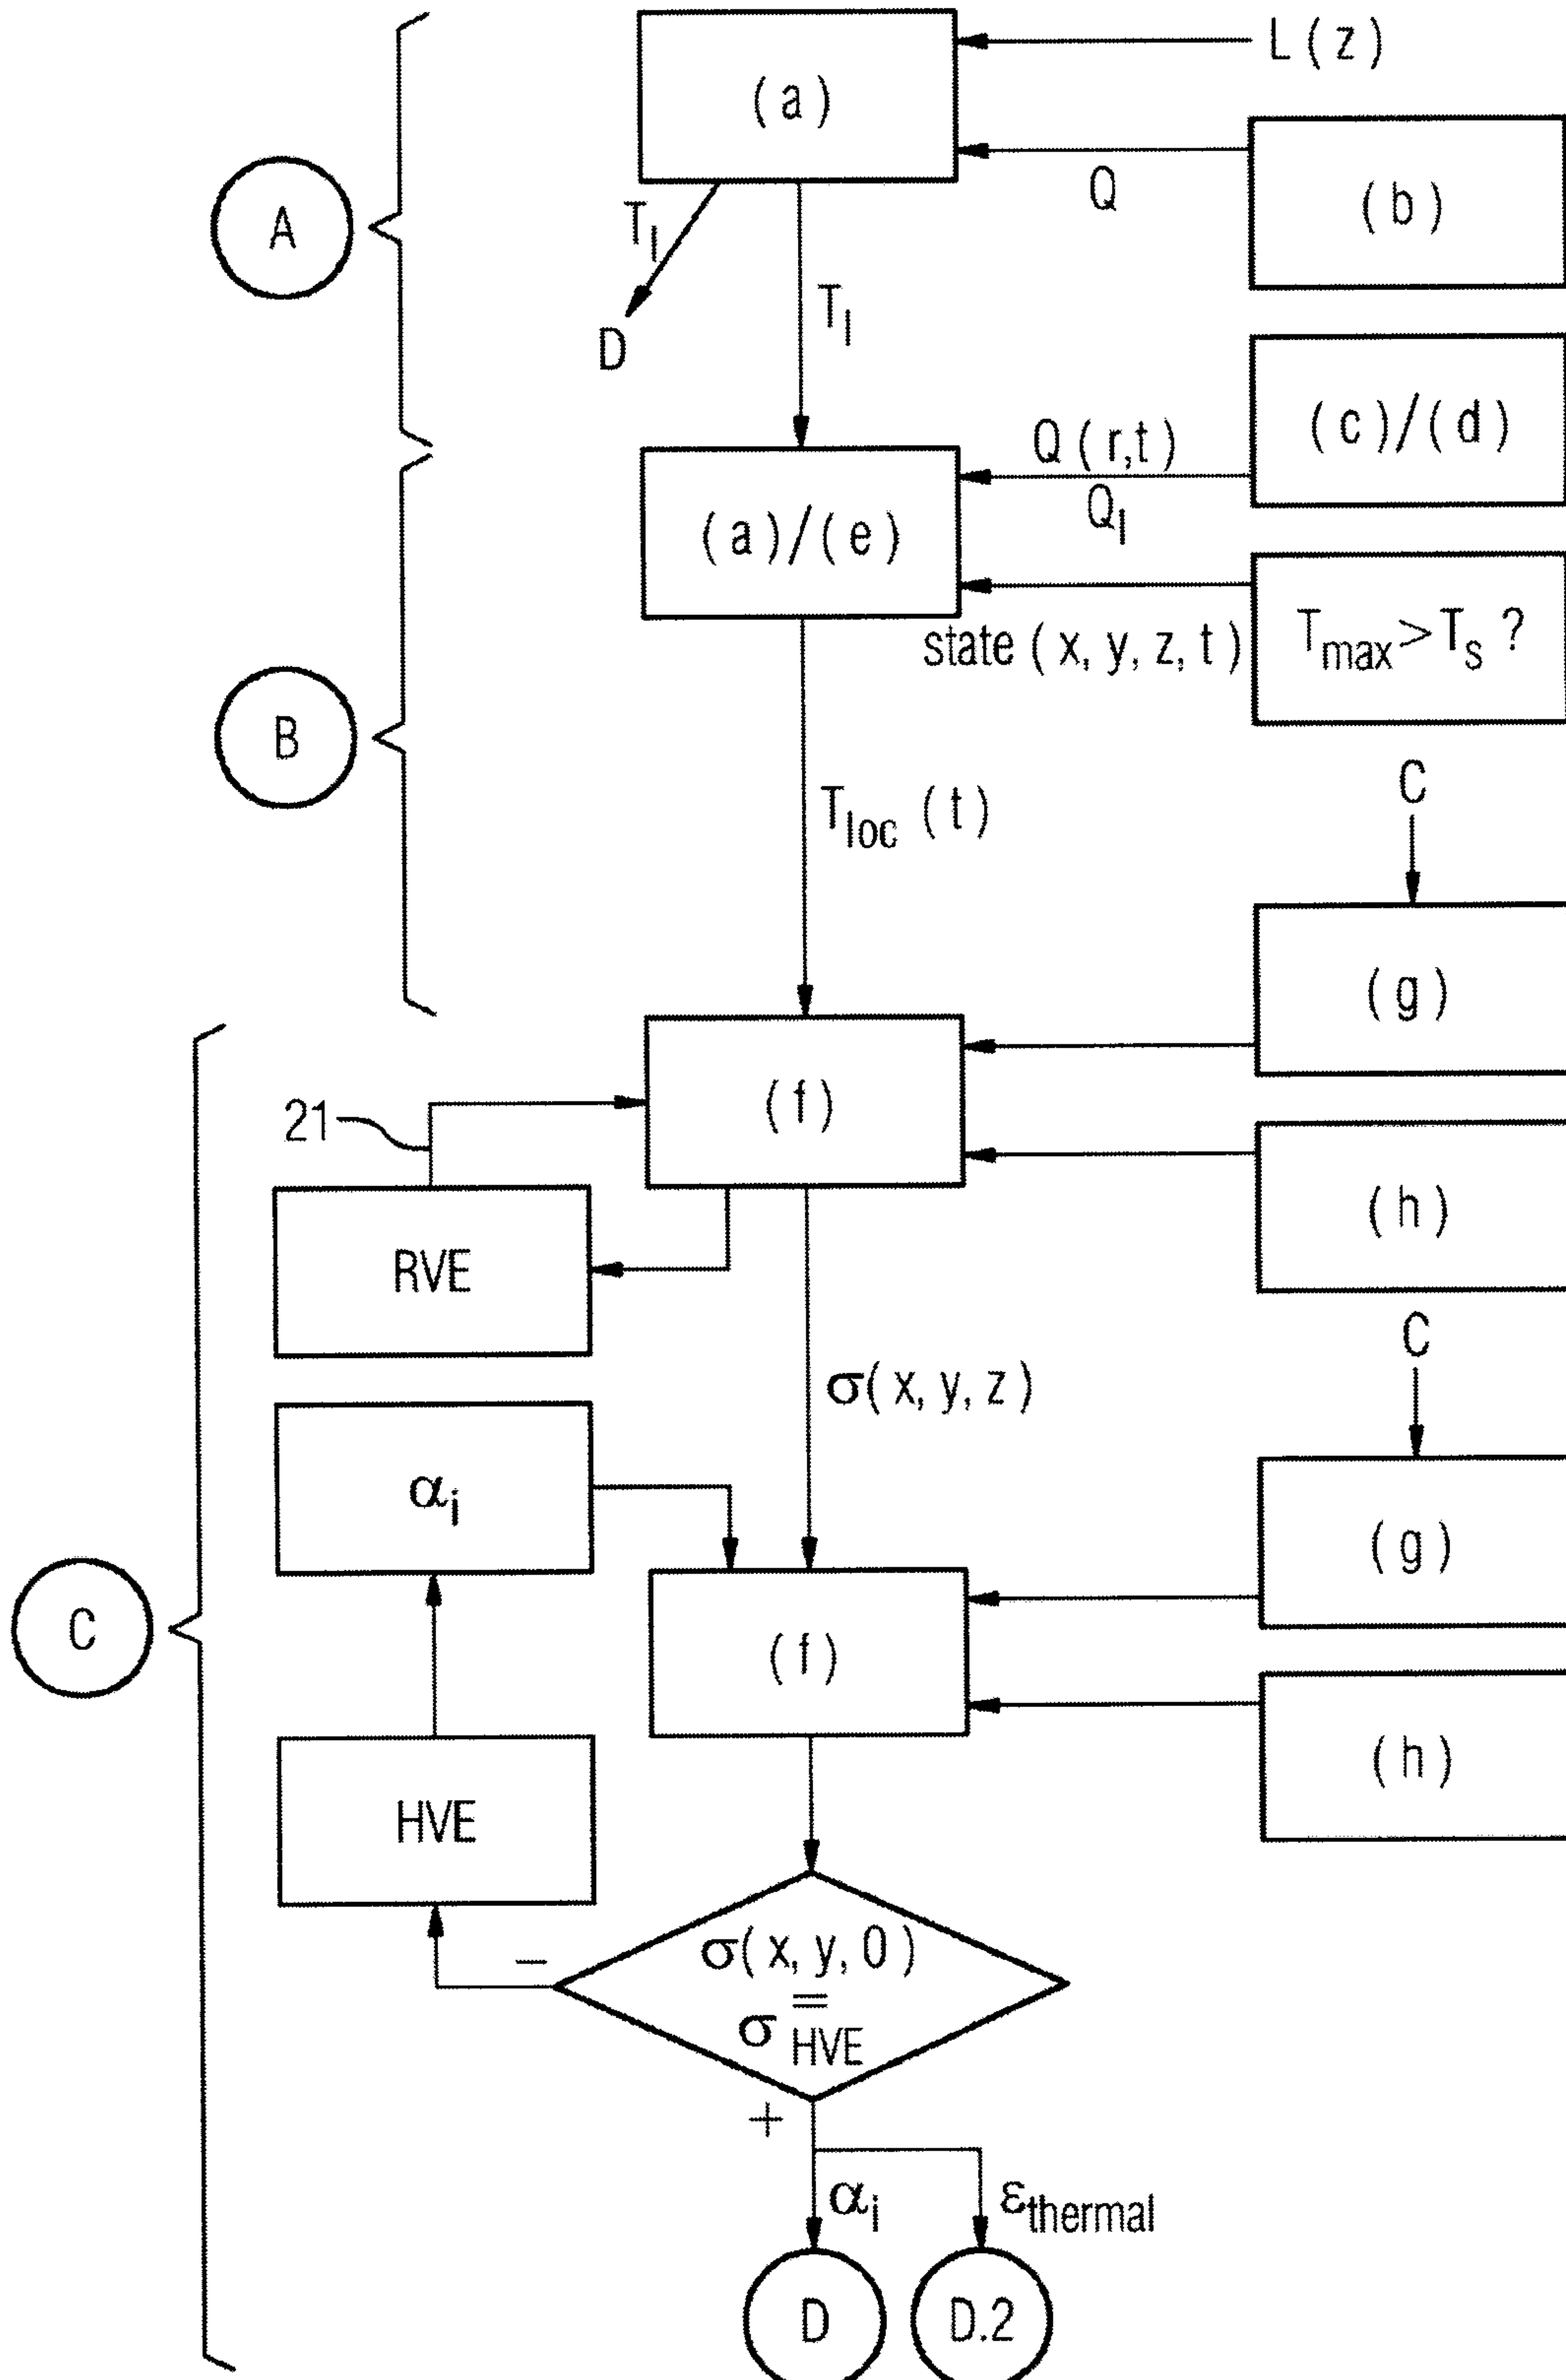 L(z)
(a)
Q
(b)
A
T_l
D
T_l
(c)/(d)
Q(r,t)
Q_l
(a)/(e)
T_max>T_s ?
state(x, y, z, t)
B
C
T_loc (t)
(g)
(f)
21
(h)
RVE
C
σ(x, y, z)
α_i
(g)
C
(f)
(h)
HVE
σ(x, y, 0)
=
σ_HVE
−
+
α_i
ε_thermal
D
D.2